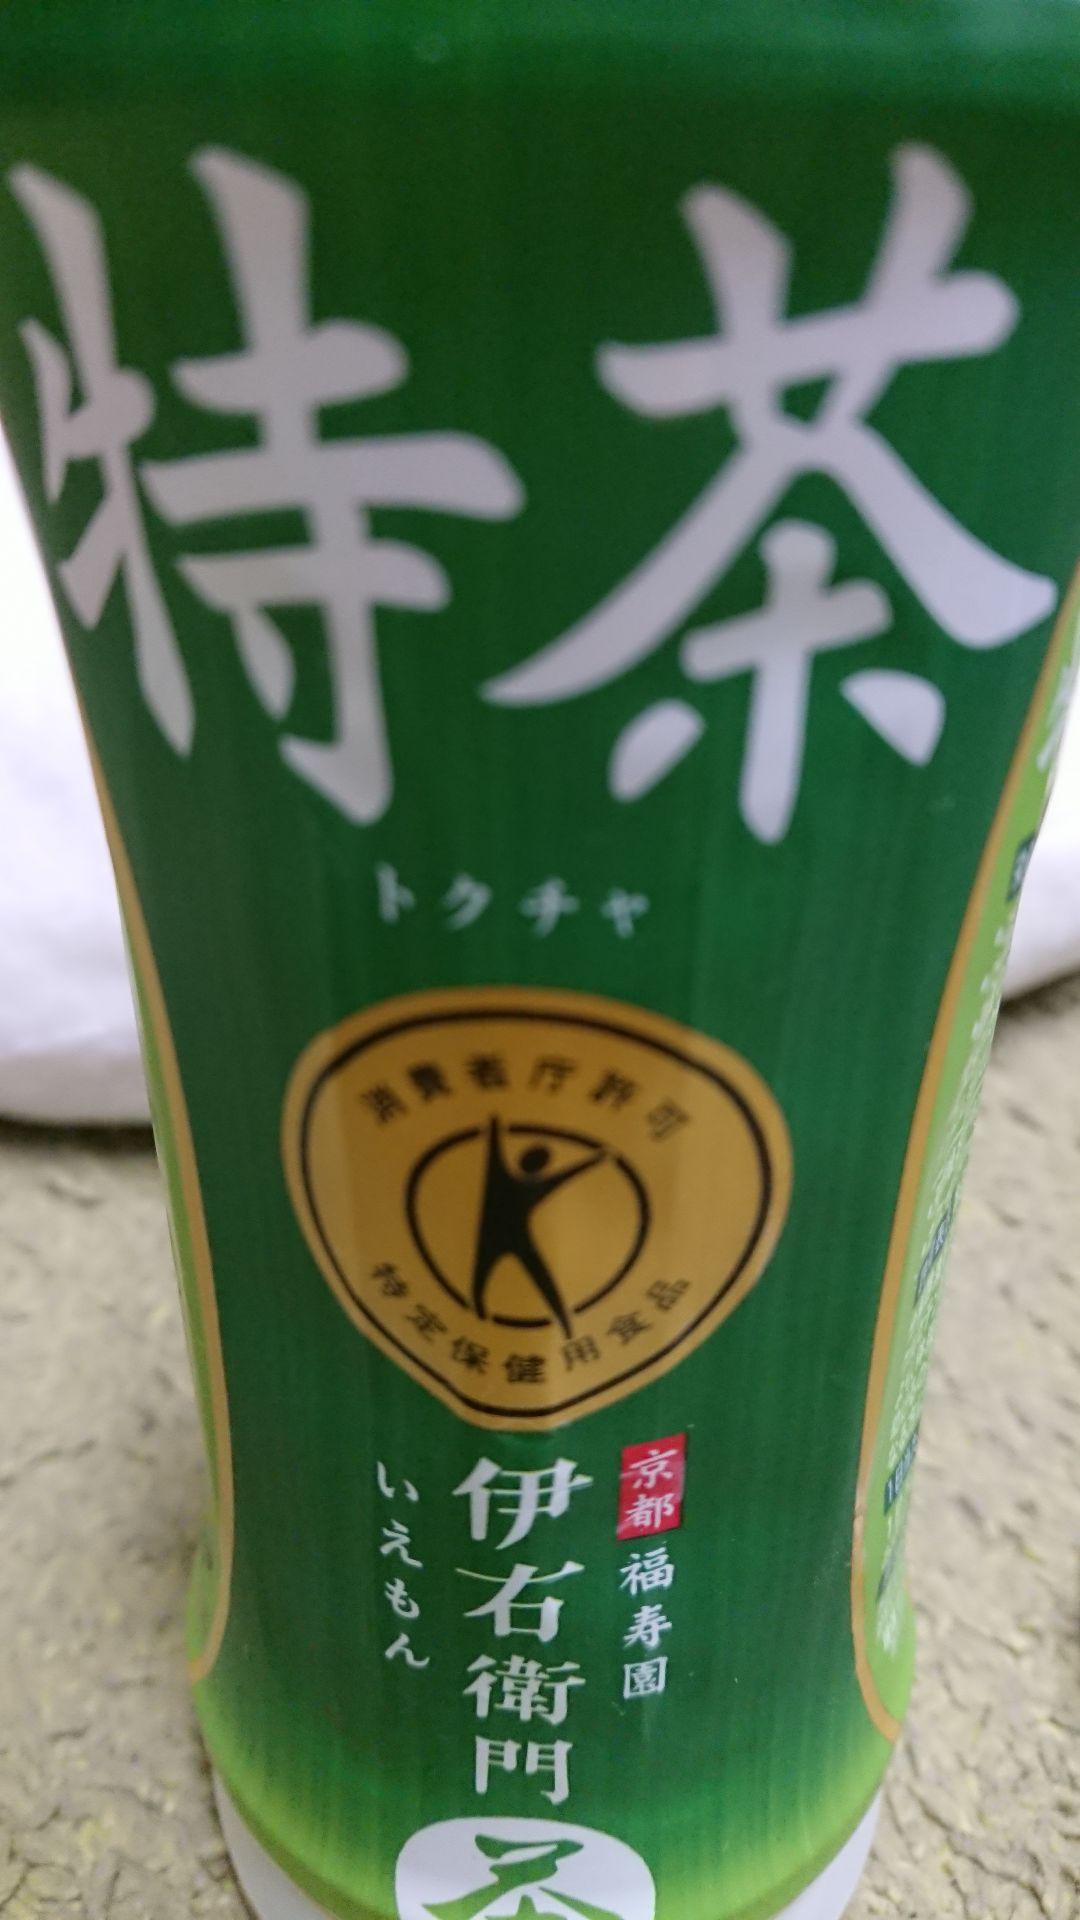 特茶
トクチャ
消費者庁許可
特定保健用食品
京都 福寿園
伊右衛門
いえもん
茶